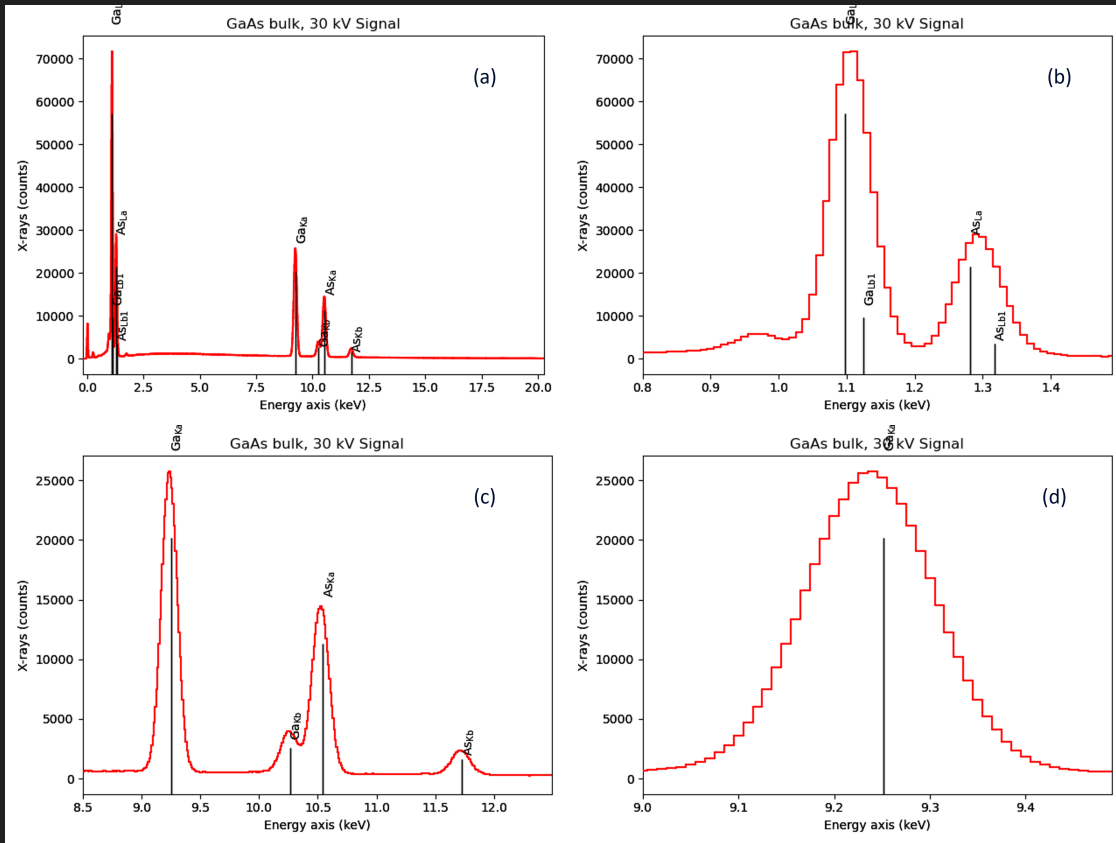 GaAs bulk, 30 kV Signal
(a)
X-rays (counts)
70000
60000
50000
40000
30000
20000
10000
0
AsLa
GaLb1
AsLb1
GaKa
GaKb
AsKa
AsKb
0.0 2.5 5.0 7.5 10.0 12.5 15.0 17.5 20.0
Energy axis (keV)
GaAs bulk, 30 kV Signal
(b)
X-rays (counts)
70000
60000
50000
40000
30000
20000
10000
0
GaLb1
AsLa
AsLb1
0.8 0.9 1.0 1.1 1.2 1.3 1.4
Energy axis (keV)
GaKa
GaAs bulk, 30 kV Signal
(c)
X-rays (counts)
25000
20000
15000
10000
5000
0
GaKb
AsKa
AsKb
8.5 9.0 9.5 10.0 10.5 11.0 11.5 12.0
Energy axis (keV)
GaKa
GaAs bulk, 30 kV Signal
(d)
X-rays (counts)
25000
20000
15000
10000
5000
0
9.0 9.1 9.2 9.3 9.4
Energy axis (keV)